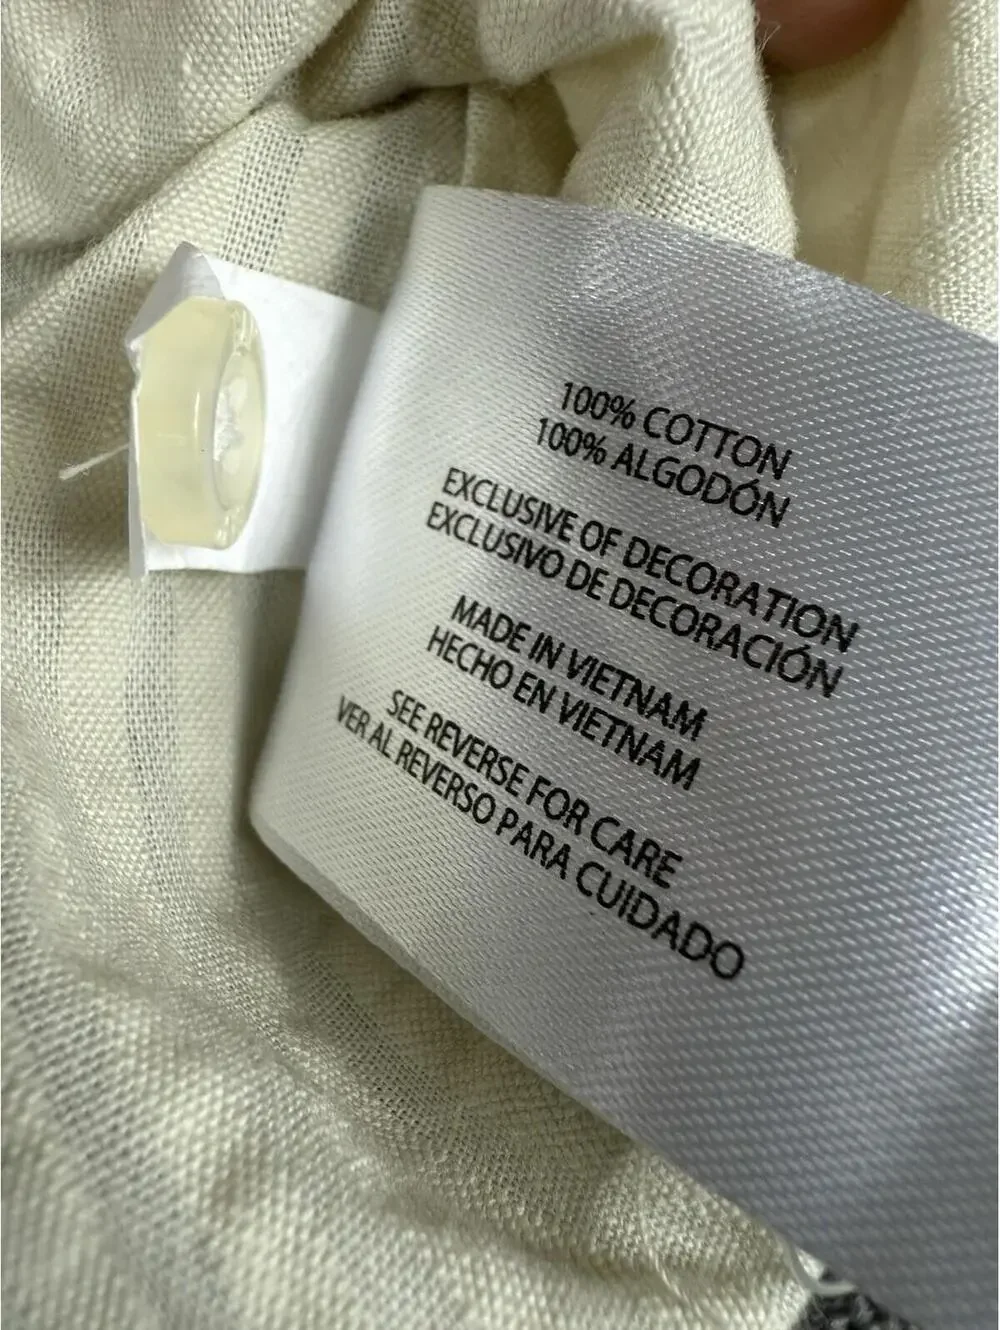 100% COTTON
100% ALGODÓN
EXCLUSIVE OF DECORATION
EXCLUSIVO DE DECORACIÓN
MADE IN VIETNAM
HECHO EN VIETNAM
SEE REVERSE FOR CARE
VER AL REVERSO PARA CUIDADO